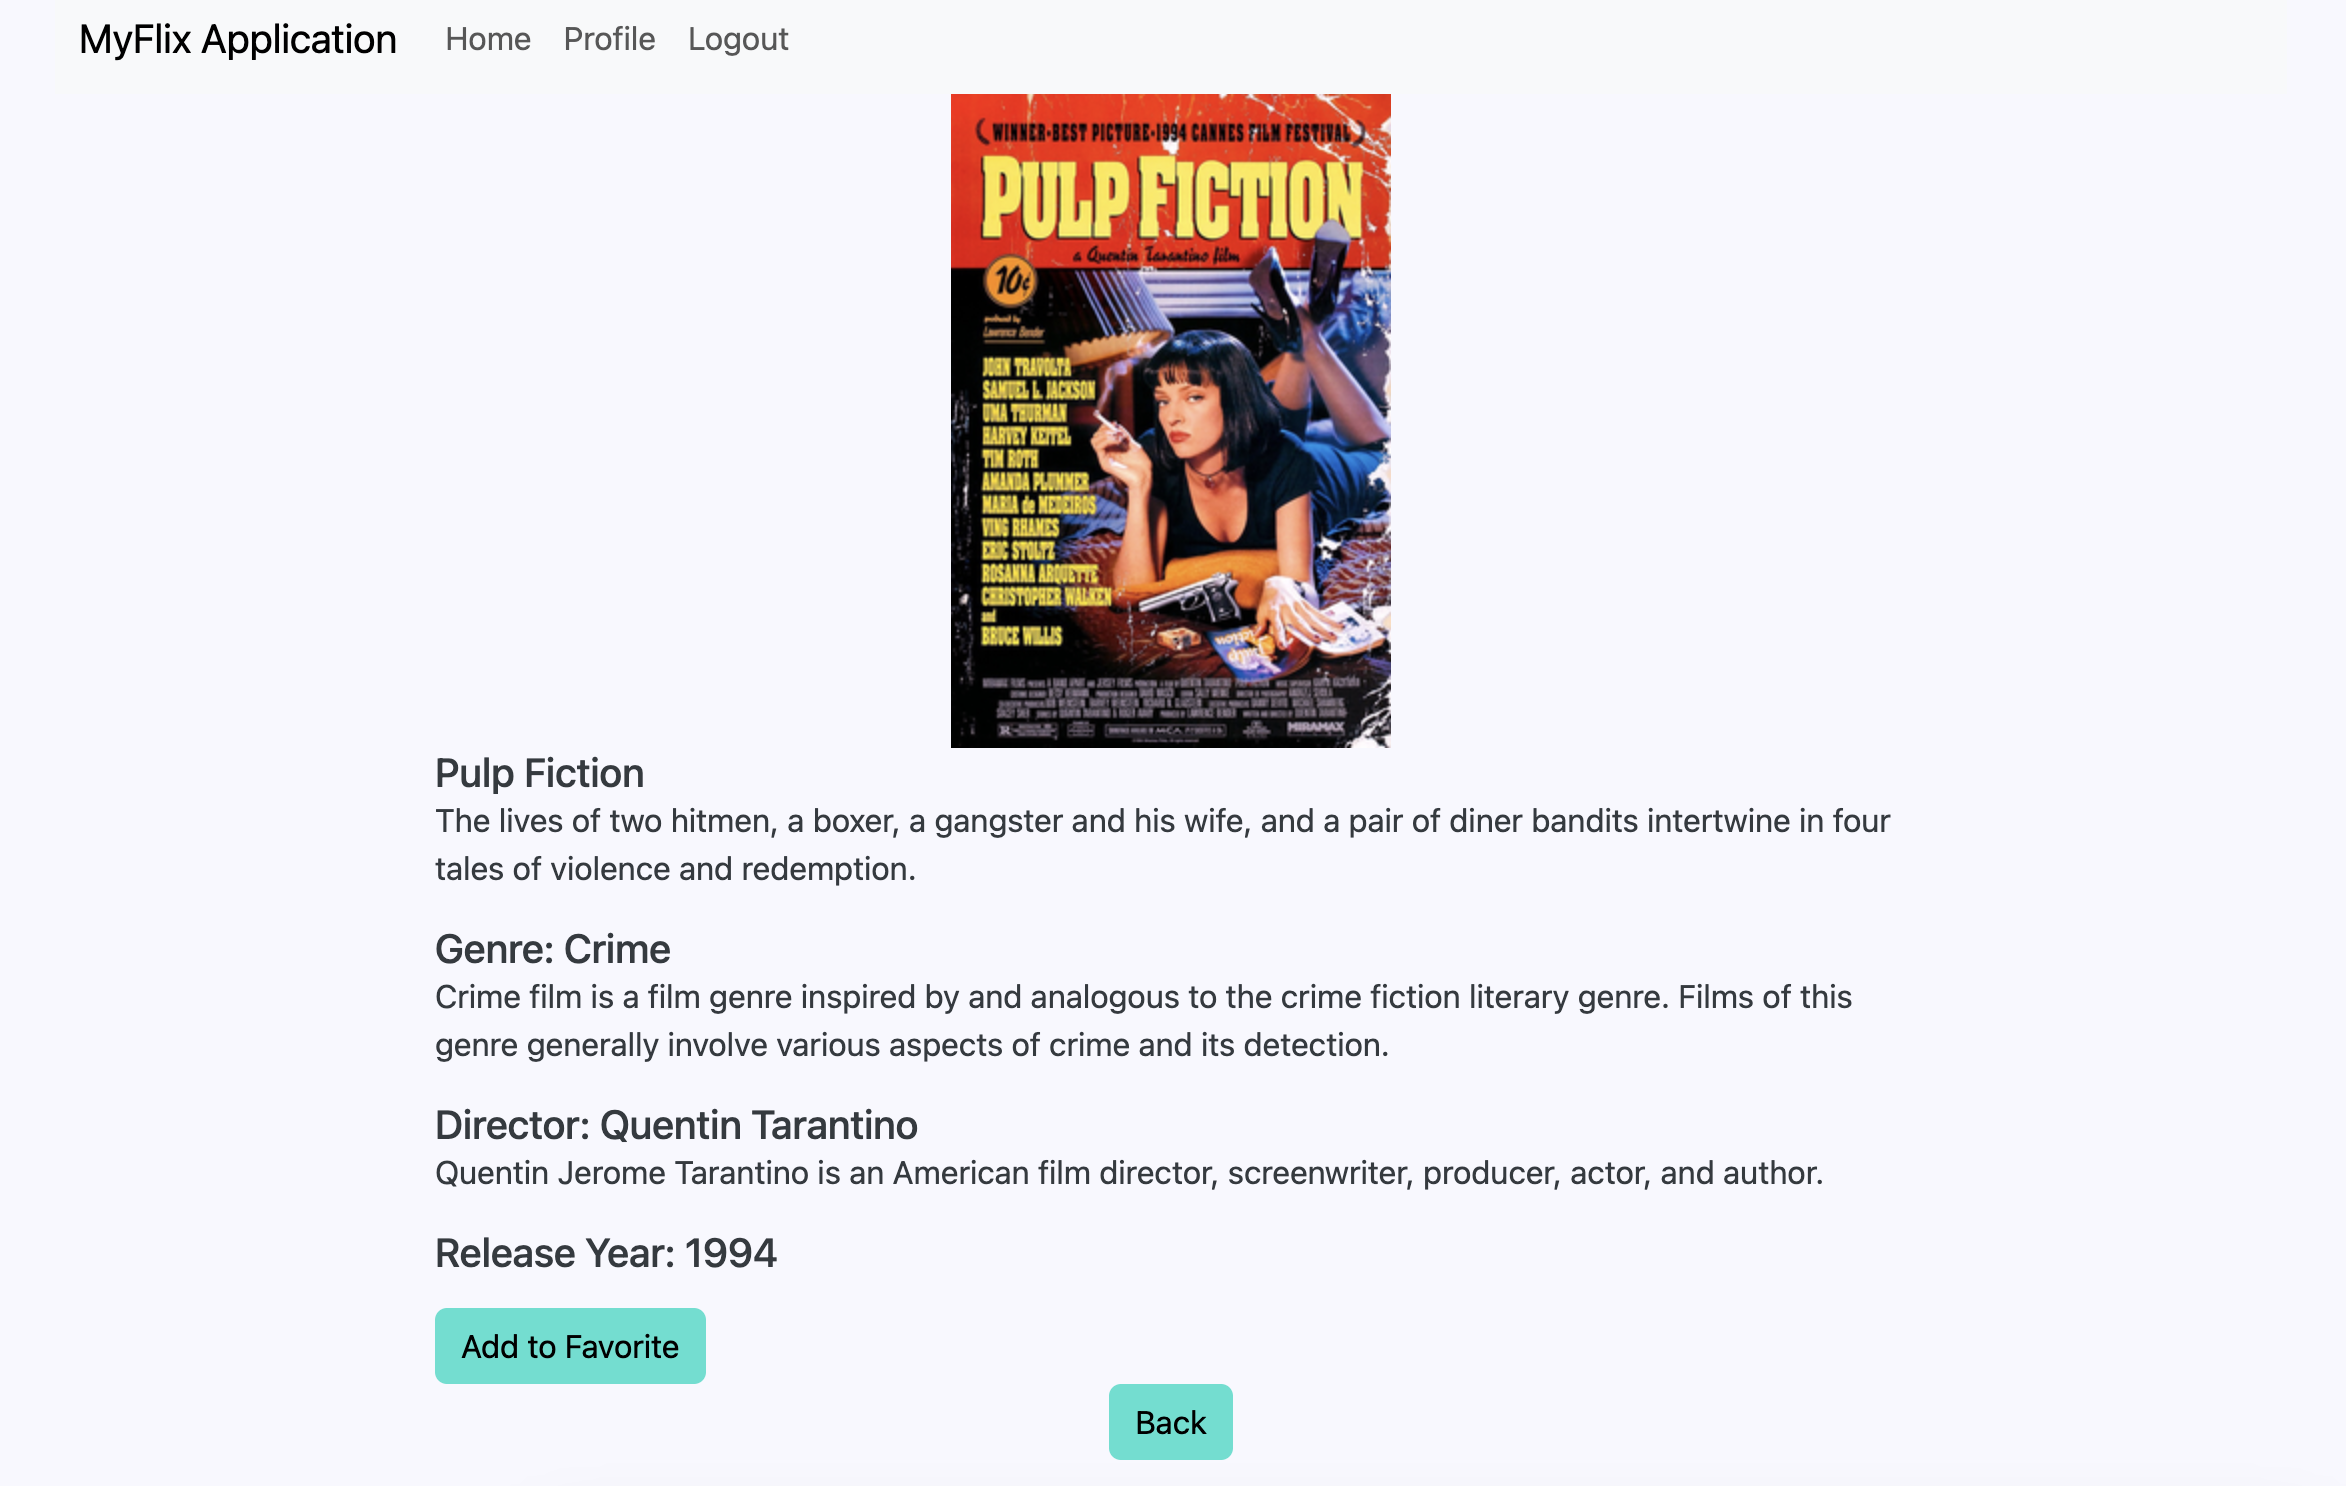 MyFlix Application Home Profile Logout
WINNER-BEST PICTURE-1994 CANNES FILM FESTIVAL
PULP FICTION
a Quentin Tarantino film
10¢
produced by
Lawrence Bender
JOHN TRAVOLTA
SAMUEL L. JACKSON
UMA THURMAN
HARVEY KEITEL
TIM ROTH
AMANDA PLUMMER
MARIA de MEDEIROS
VING RHAMES
ERIC STOLTZ
ROSANNA ARQUETTE
CHRISTOPHER WALKEN
and
BRUCE WILLIS
R
MCA
MIRAMAX
Pulp Fiction
The lives of two hitmen, a boxer, a gangster and his wife, and a pair of diner bandits intertwine in four
tales of violence and redemption.
Genre: Crime
Crime film is a film genre inspired by and analogous to the crime fiction literary genre. Films of this
genre generally involve various aspects of crime and its detection.
Director: Quentin Tarantino
Quentin Jerome Tarantino is an American film director, screenwriter, producer, actor, and author.
Release Year: 1994
Add to Favorite
Back